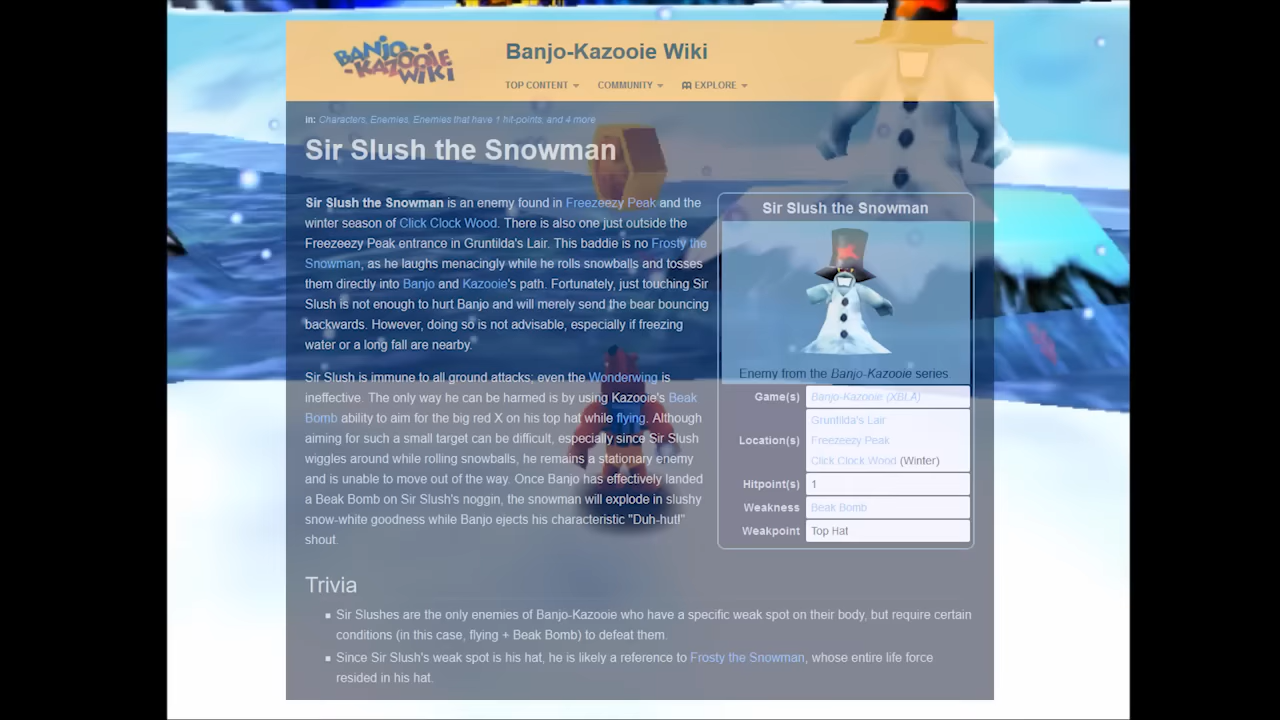 BANJO-
-KAZOOIE
WIKI
Banjo-Kazooie Wiki
TOP CONTENT COMMUNITY EXPLORE
in: Characters, Enemies, Enemies that have 1 hit-points, and 4 more
Sir Slush the Snowman
Sir Slush the Snowman is an enemy found in Freezeezy Peak and the
winter season of Click Clock Wood. There is also one just outside the
Freezeezy Peak entrance in Gruntilda's Lair. This baddie is no Frosty the
Snowman, as he laughs menacingly while he rolls snowballs and tosses
them directly into Banjo and Kazooie's path. Fortunately, just touching Sir
Slush is not enough to hurt Banjo and will merely send the bear bouncing
backwards. However, doing so is not advisable, especially if freezing
water or a long fall are nearby.
Sir Slush is immune to all ground attacks; even the Wonderwing is
ineffective. The only way he can be harmed is by using Kazooie's Beak
Bomb ability to aim for the big red X on his top hat while flying. Although
aiming for such a small target can be difficult, especially since Sir Slush
wiggles around while rolling snowballs, he remains a stationary enemy
and is unable to move out of the way. Once Banjo has effectively landed
a Beak Bomb on Sir Slush's noggin, the snowman will explode in slushy
snow-white goodness while Banjo ejects his characteristic "Duh-hut!"
shout.
Sir Slush the Snowman
Enemy from the Banjo-Kazooie series
Game(s) Banjo-Kazooie (XBLA)
Location(s) Gruntilda's Lair
Freezeezy Peak
Click Clock Wood (Winter)
Hitpoint(s) 1
Weakness Beak Bomb
Weakpoint Top Hat
Trivia
Sir Slushes are the only enemies of Banjo-Kazooie who have a specific weak spot on their body, but require certain
conditions (in this case, flying + Beak Bomb) to defeat them.
Since Sir Slush's weak spot is his hat, he is likely a reference to Frosty the Snowman, whose entire life force
resided in his hat.